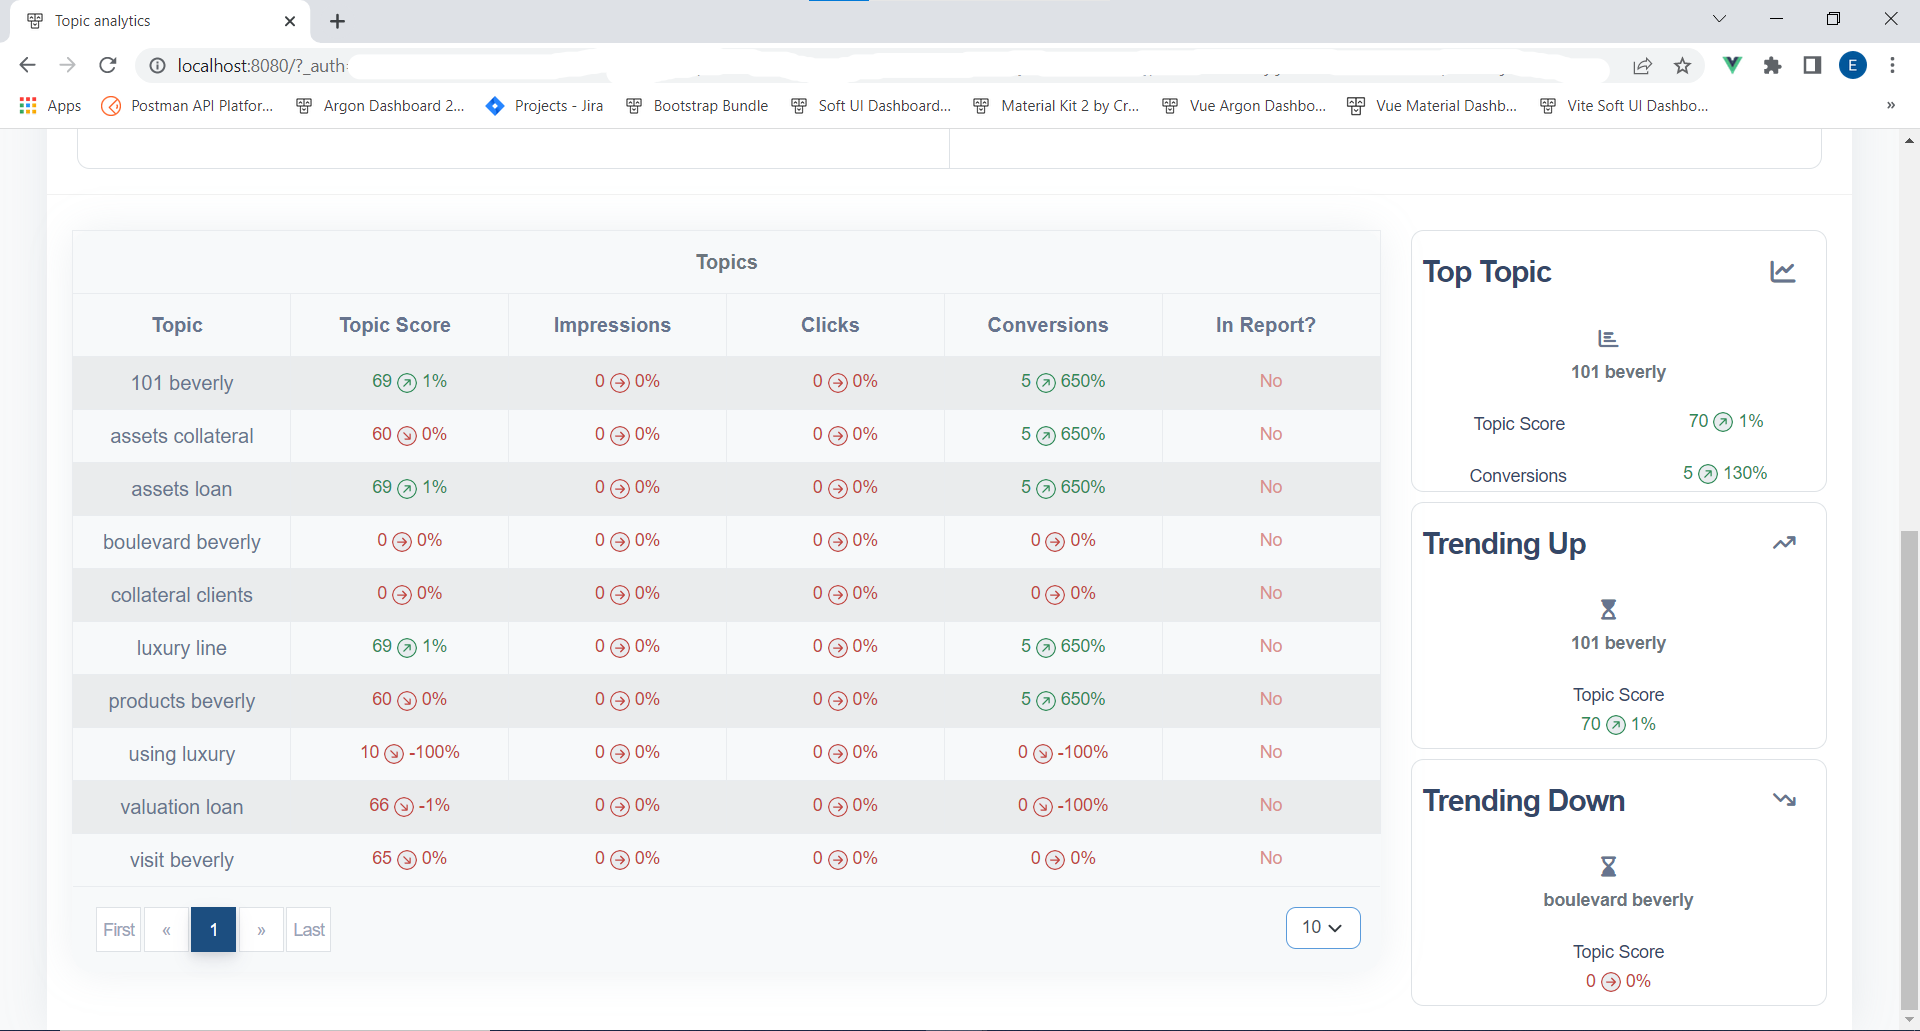 Topic analytics
localhost:8080/?_auth
Apps Postman API Platfor... Argon Dashboard 2... Projects - Jira Bootstrap Bundle Soft UI Dashboard... Material Kit 2 by Cr... Vue Argon Dashbo... Vue Material Dashb... Vite Soft UI Dashbo... »
E
Topics
Topic Topic Score Impressions Clicks Conversions In Report?
101 beverly 69 1% 0 0% 0 0% 5 650% No
assets collateral 60 0% 0 0% 0 0% 5 650% No
assets loan 69 1% 0 0% 0 0% 5 650% No
boulevard beverly 0 0% 0 0% 0 0% 0 0% No
collateral clients 0 0% 0 0% 0 0% 0 0% No
luxury line 69 1% 0 0% 0 0% 5 650% No
products beverly 60 0% 0 0% 0 0% 5 650% No
using luxury 10 -100% 0 0% 0 0% 0 -100% No
valuation loan 66 -1% 0 0% 0 0% 0 -100% No
visit beverly 65 0% 0 0% 0 0% 0 0% No
First « 1 » Last 10
Top Topic
101 beverly
Topic Score 70 1%
Conversions 5 130%
Trending Up
101 beverly
Topic Score
70 1%
Trending Down
boulevard beverly
Topic Score
0 0%